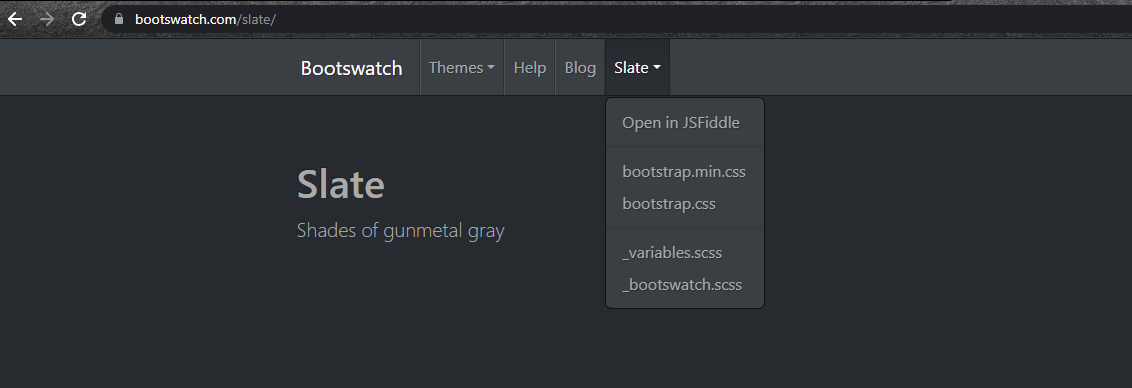 bootswatch.com/slate/
Bootswatch Themes Help Blog Slate
Open in JSFiddle
bootstrap.min.css
bootstrap.css
_variables.scss
_bootswatch.scss
Slate
Shades of gunmetal gray